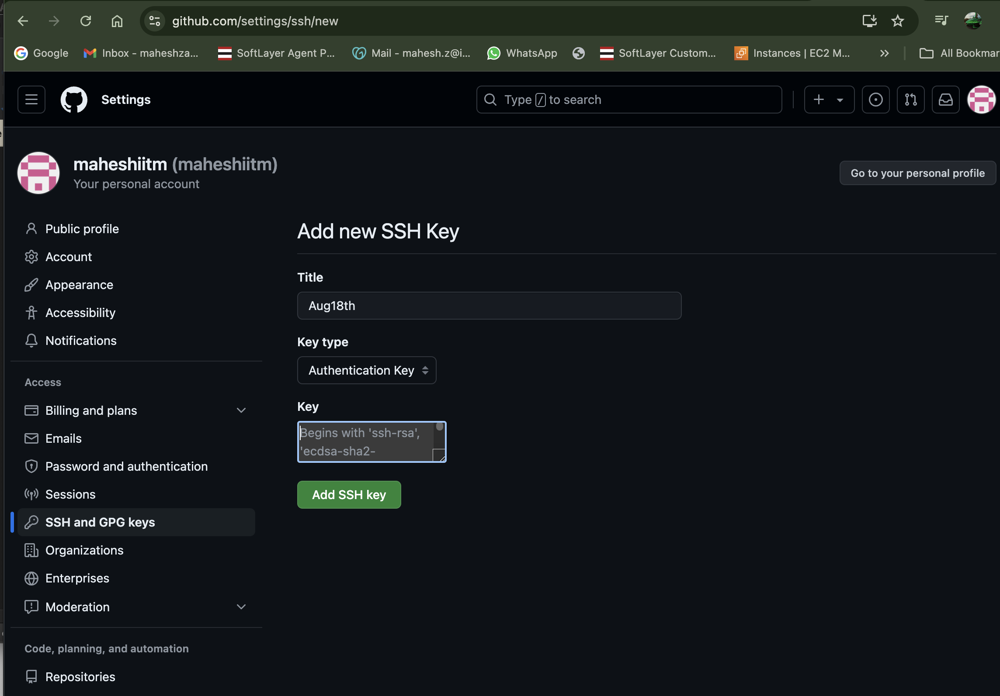 github.com/settings/ssh/new
Google
Inbox - maheshza...
SoftLayer Agent P...
Mail - mahesh.z@i...
WhatsApp
SoftLayer Custom...
Instances | EC2 M...
All Bookmar
Settings
Type / to search
maheshiitm (maheshiitm)
Your personal account
Go to your personal profile
Public profile
Account
Appearance
Accessibility
Notifications
Access
Billing and plans
Emails
Password and authentication
Sessions
SSH and GPG keys
Organizations
Enterprises
Moderation
Code, planning, and automation
Repositories
Add new SSH Key
Title
Aug18th
Key type
Authentication Key
Key
Begins with 'ssh-rsa',
'ecdsa-sha2-
Add SSH key